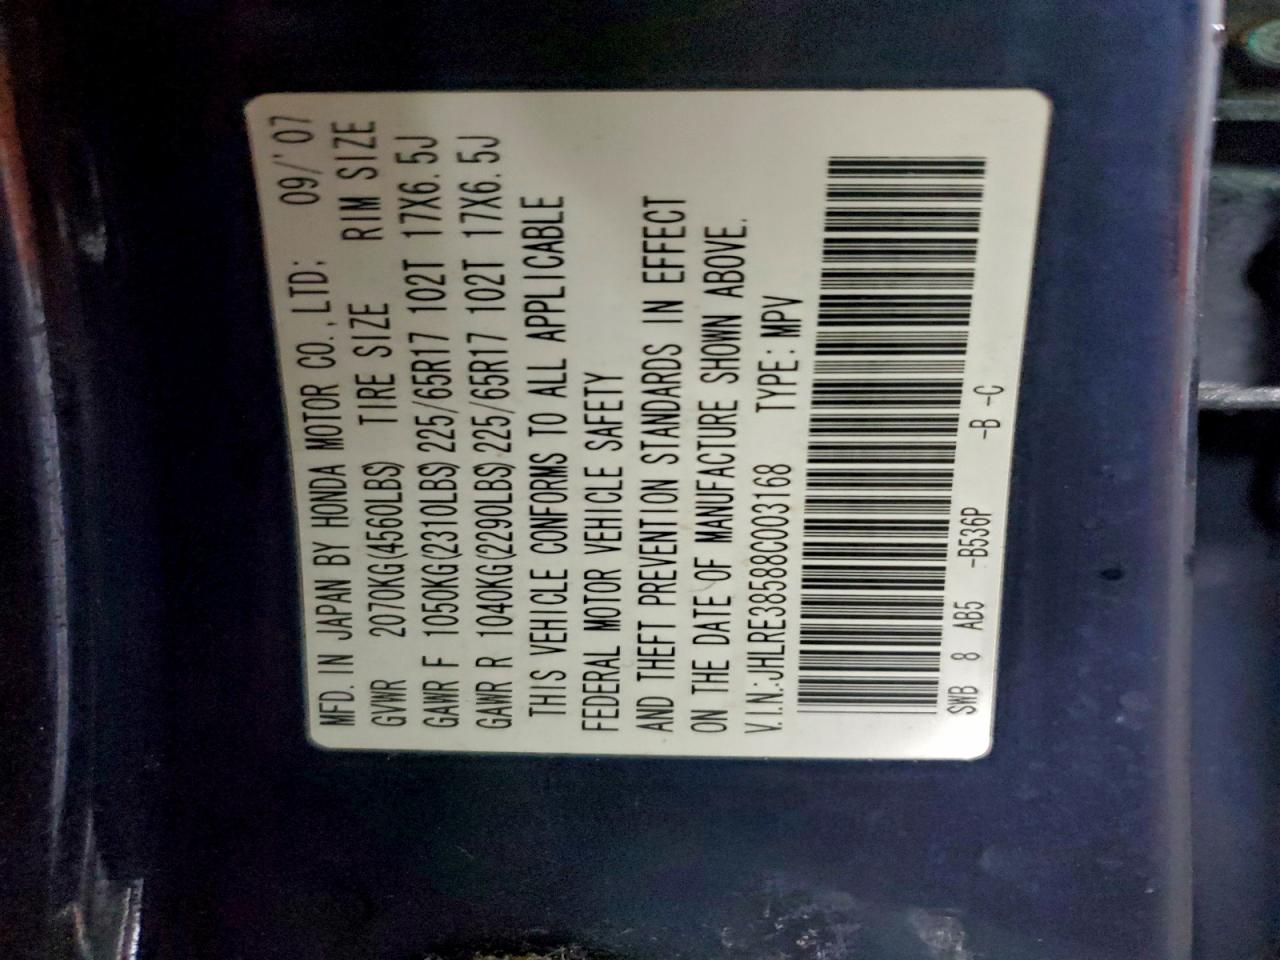 MFD. IN JAPAN BY HONDA MOTOR CO.,LTD; 09/'07
GVWR 2070KG(4560LBS) TIRE SIZE RIM SIZE
GAWR F 1050KG(2310LBS) 225/65R17 102T 17X6.5J
GAWR R 1040KG(2290LBS) 225/65R17 102T 17X6.5J
THIS VEHICLE CONFORMS TO ALL APPLICABLE
FEDERAL MOTOR VEHICLE SAFETY
AND THEFT PREVENTION STANDARDS IN EFFECT
ON THE DATE OF MANUFACTURE SHOWN ABOVE.
V.I.N.:JHLRE38588C003168 TYPE:MPV
SWB 8 AB5 -B536P -B -C